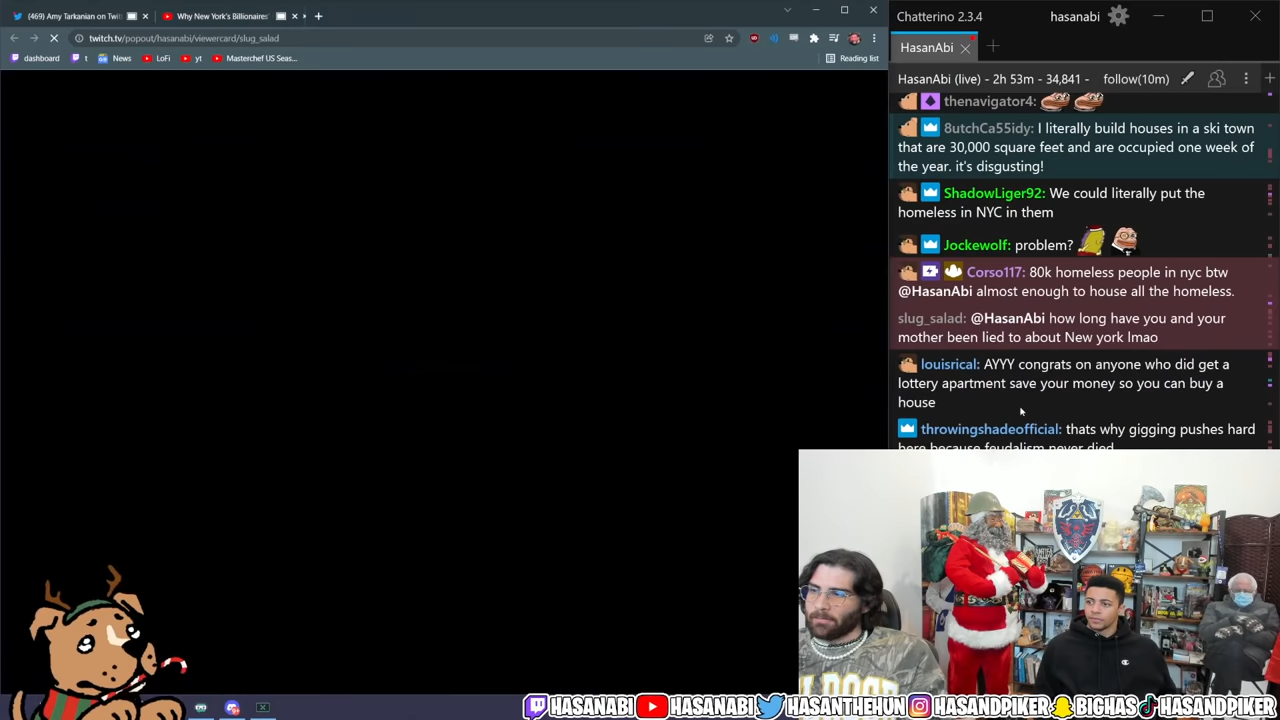 (469) Amy Tarkanian on Twitt
Why New York's Billionaires'
twitch.tv/popout/hasanabi/viewercard/slug_salad
dashboard
t
News
LoFi
yt
Masterchef US Seas...
Reading list
Chatterino 2.3.4
hasanabi
HasanAbi
HasanAbi (live) - 2h 53m - 34,841 -
follow(10m)
thenavigator4:
8utchCa55idy: I literally build houses in a ski town
that are 30,000 square feet and are occupied one week of
the year. it's disgusting!
ShadowLiger92: We could literally put the
homeless in NYC in them
Jockewolf: problem?
Corso117: 80k homeless people in nyc btw
@HasanAbi almost enough to house all the homeless.
slug_salad: @HasanAbi how long have you and your
mother been lied to about New york lmao
louisrical: AYYY congrats on anyone who did get a
lottery apartment save your money so you can buy a
house
throwingshadeofficial: thats why gigging pushes hard
here because feudalism never died
HASANABI
HASANABI
HASANTHEHUN
HASANDPIKER
BIGHAS
HASANDPIKER